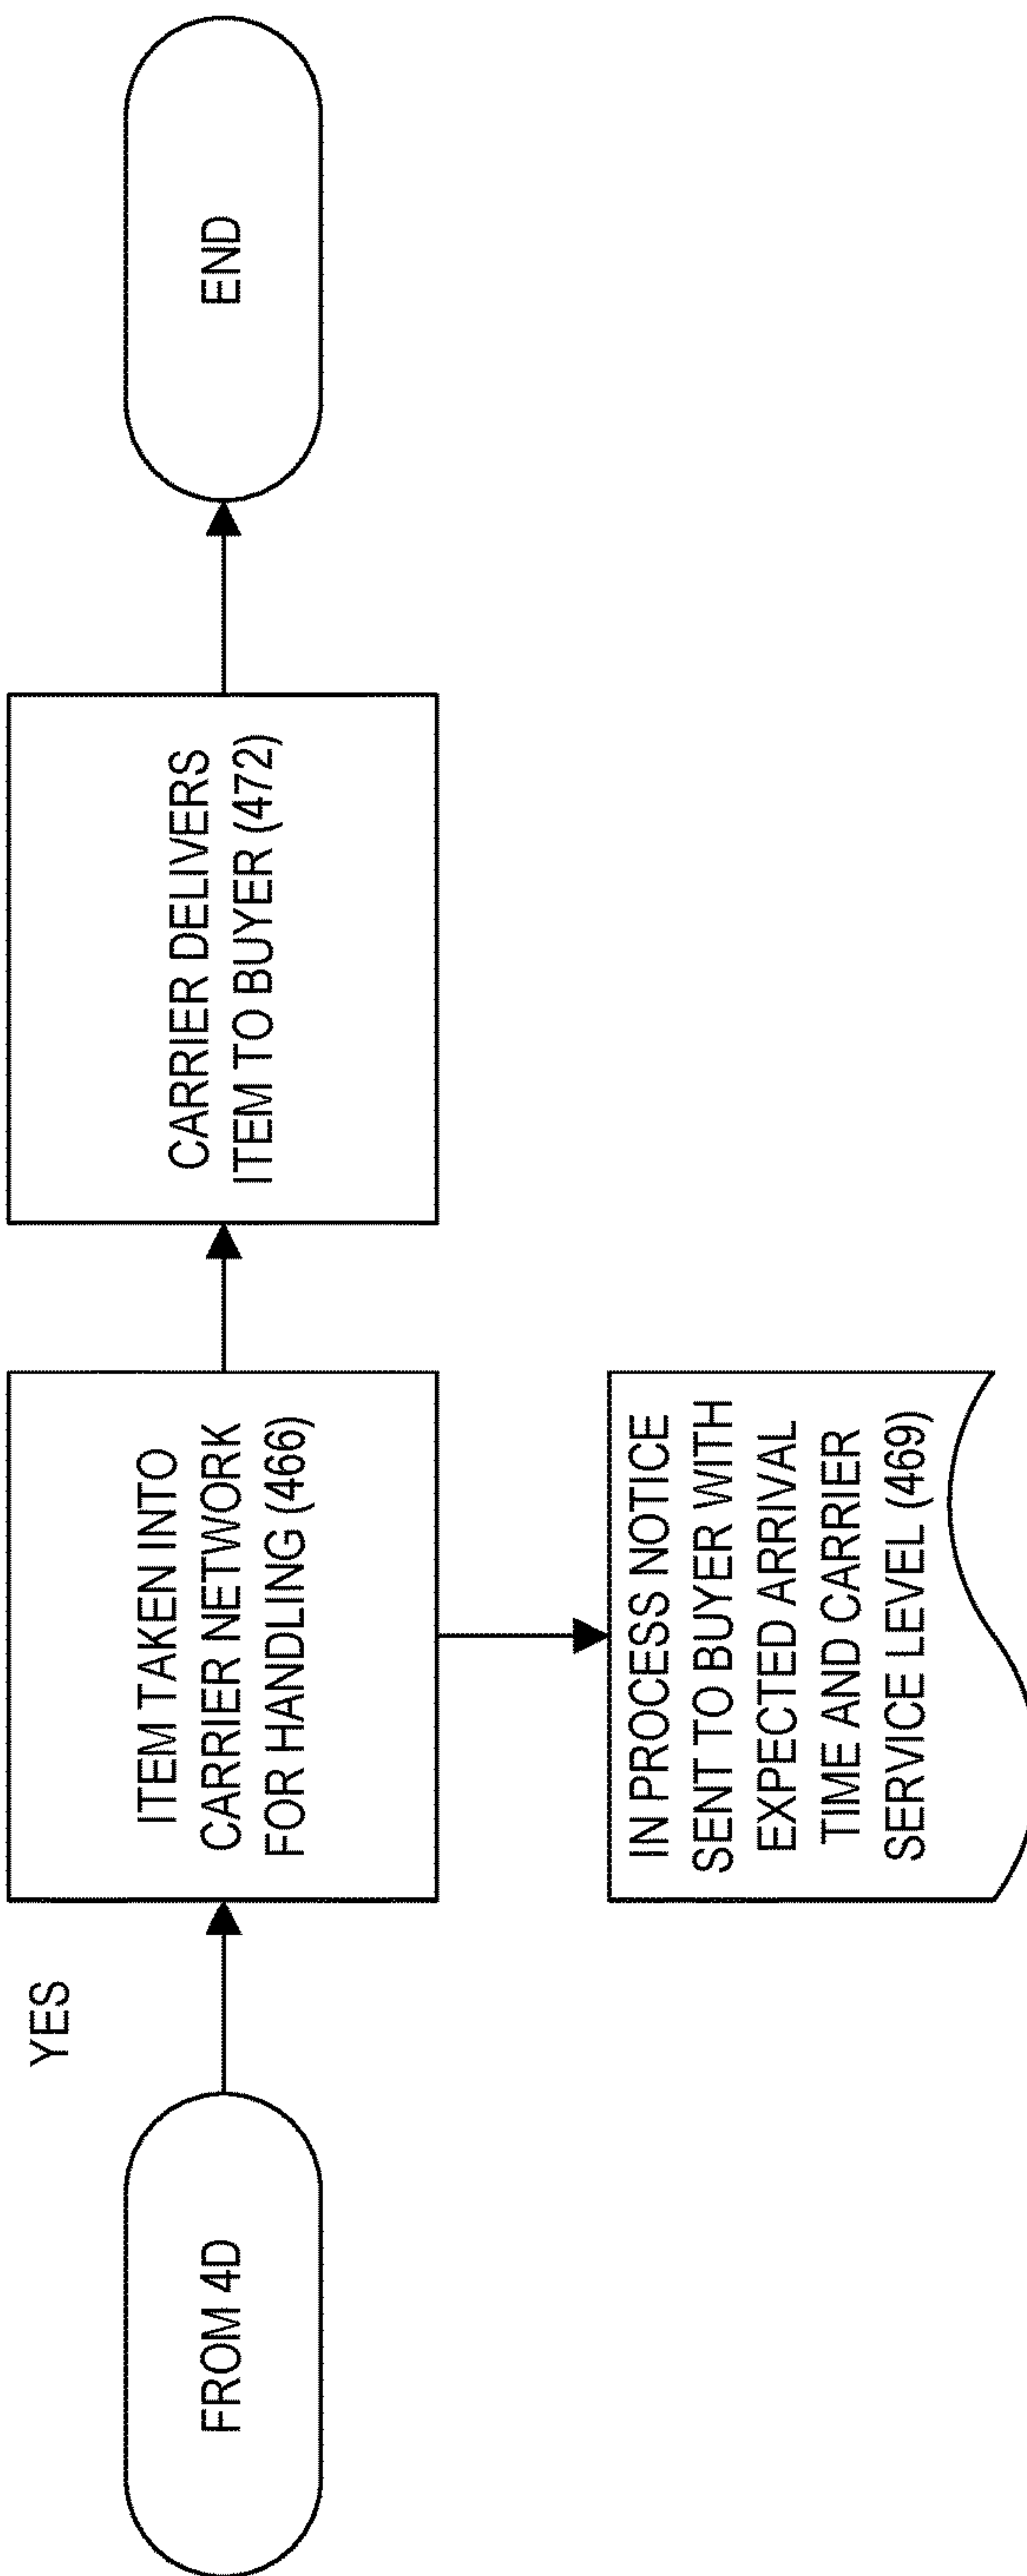 FROM 4D
YES
ITEM TAKEN INTO
CARRIER NETWORK
FOR HANDLING (466)
IN PROCESS NOTICE
SENT TO BUYER WITH
EXPECTED ARRIVAL
TIME AND CARRIER
SERVICE LEVEL (469)
CARRIER DELIVERS
ITEM TO BUYER (472)
END